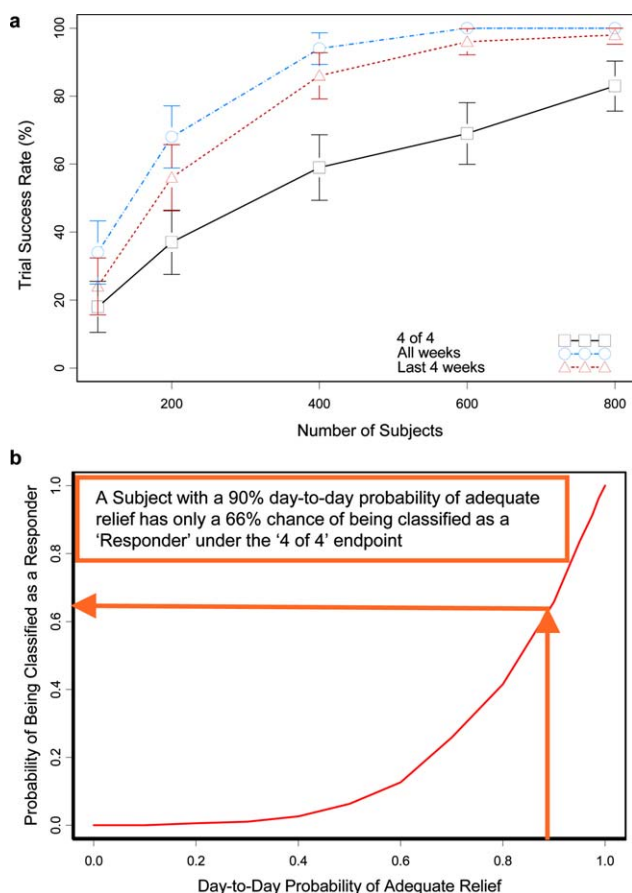 a
100
80
60
40
20
0
Trial Success Rate (%)
4 of 4
All weeks
Last 4 weeks
200
400
600
800
Number of Subjects
b
1.0
0.8
0.6
0.4
0.2
0.0
Probability of Being Classified as a Responder
A Subject with a 90% day-to-day probability of adequate
relief has only a 66% chance of being classified as a
‘Responder’ under the ‘4 of 4’ endpoint
0.0
0.2
0.4
0.6
0.8
1.0
Day-to-Day Probability of Adequate Relief